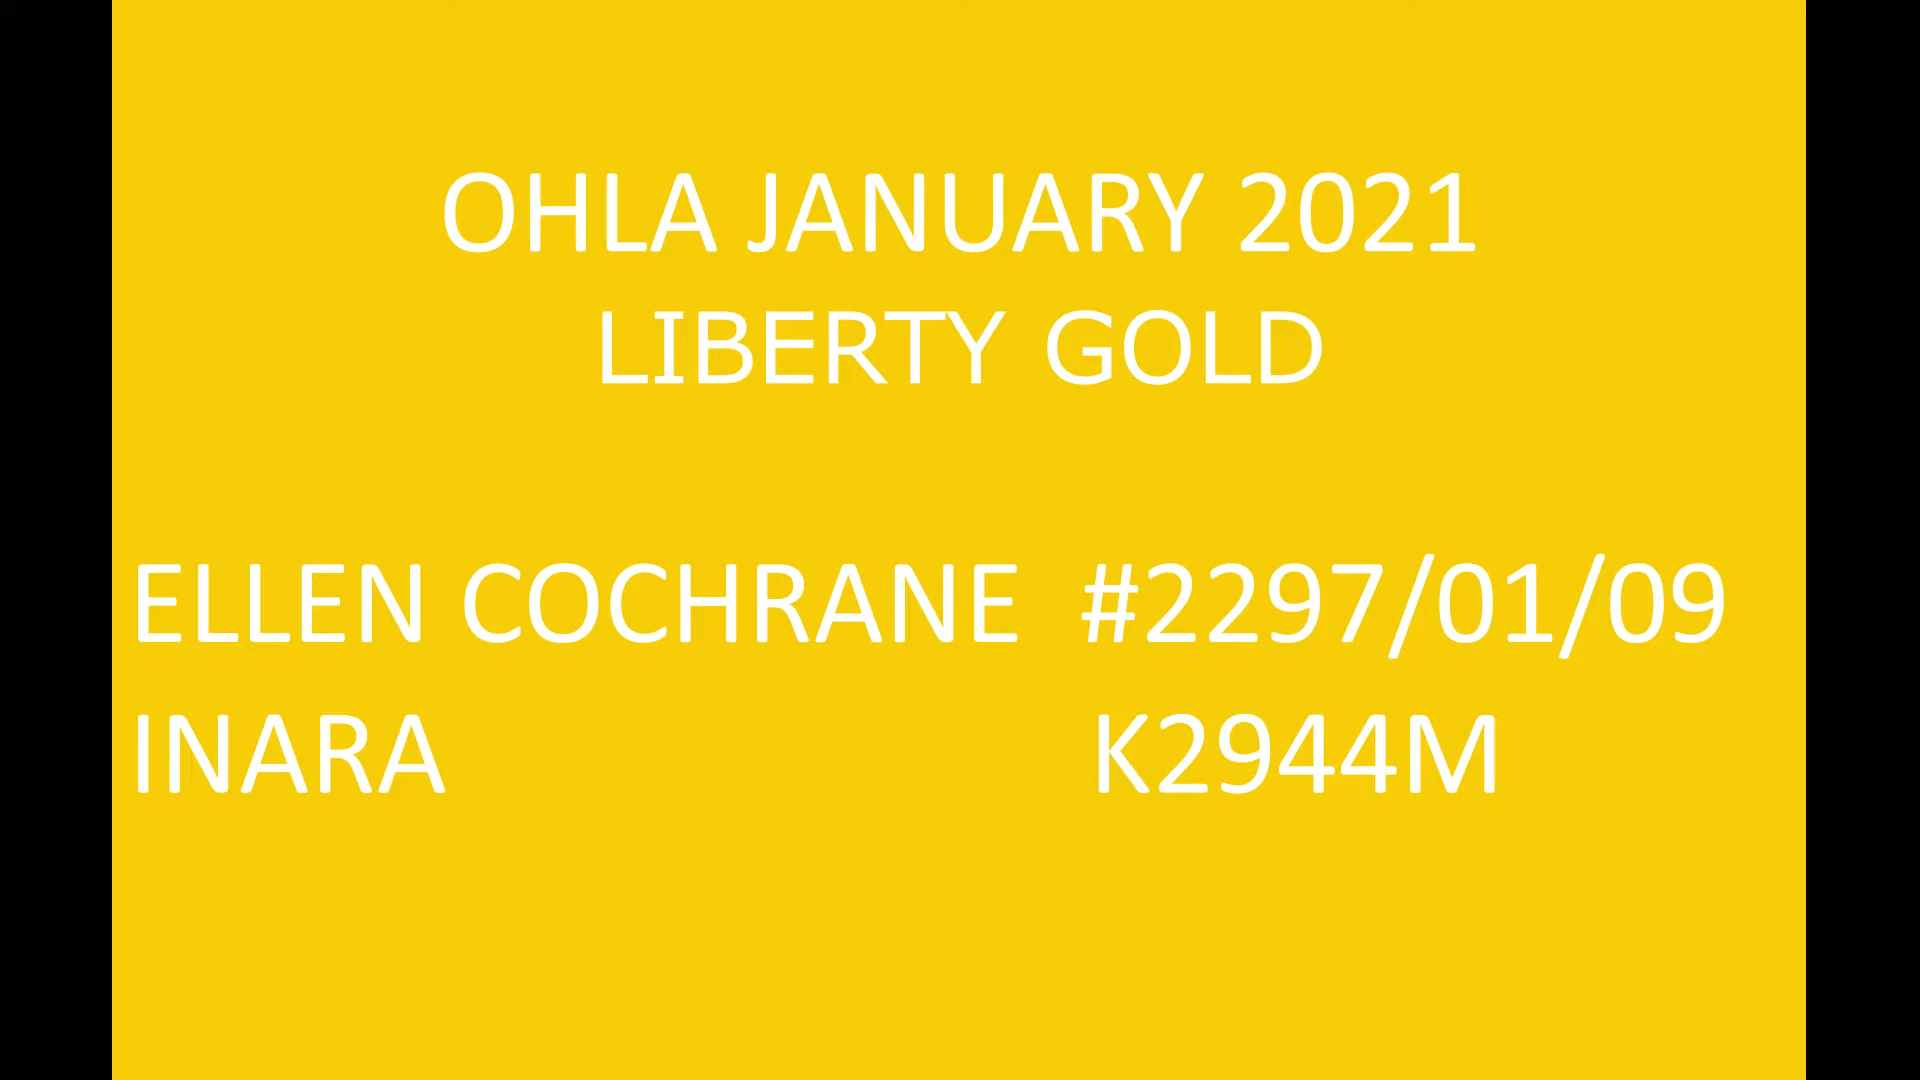 OHLA JANUARY 2021
LIBERTY GOLD
ELLEN COCHRANE #2297/01/09
INARA K2944M